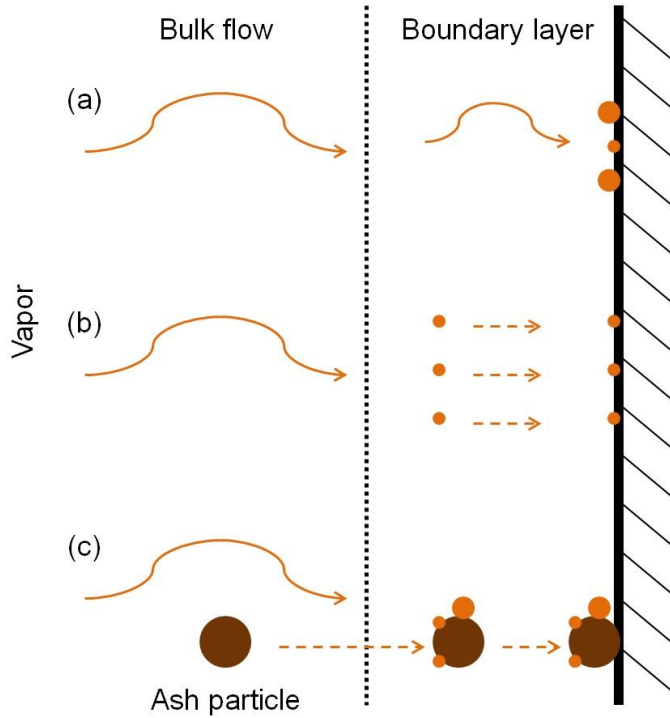 Bulk flow
Boundary layer
(a)
Vapor
(b)
(c)
Ash particle